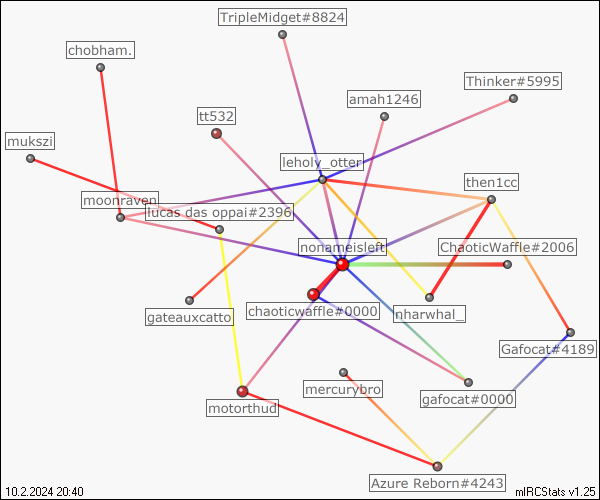 TripleMidget#8824
chobham.
Thinker#5995
amah1246
tt532
mukszi
leholy_otter
then1cc
moonraven
lucas das oppai#2396
nonameisleft
ChaoticWaffle#2006
gateauxcatto
chaoticwaffle#0000
nharwhal_
Gafocat#4189
mercurybro
gafocat#0000
motorthud
Azure Reborn#4243
10.2.2024 20:40
mIRCStats v1.25